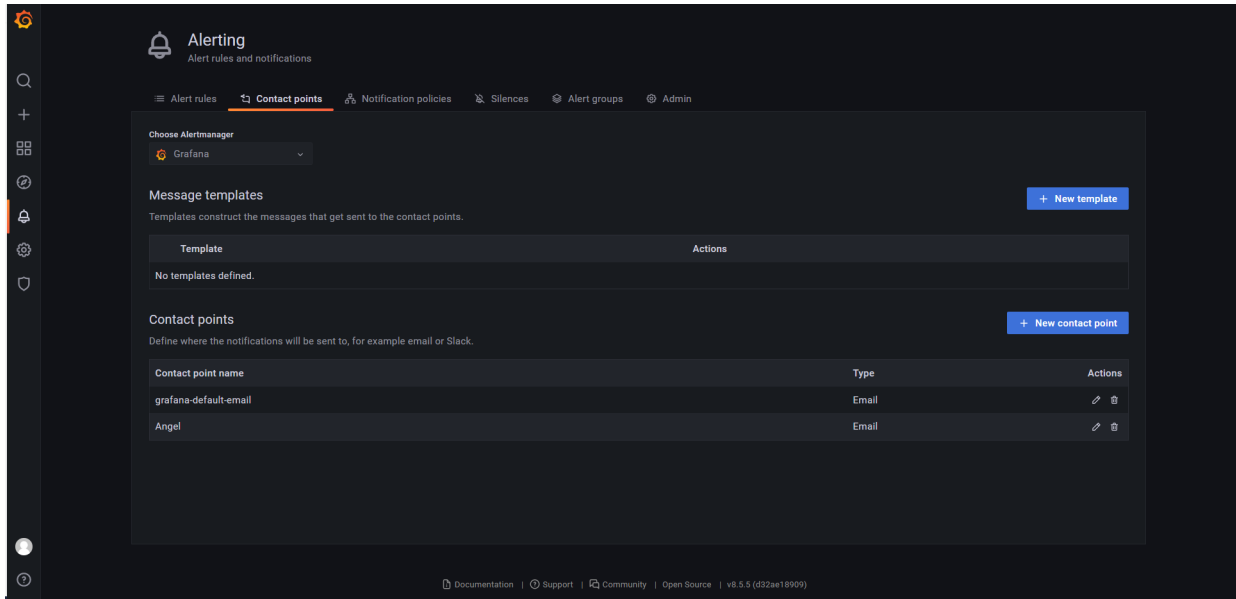 Alerting
Alert rules and notifications
Alert rules Contact points Notification policies Silences Alert groups Admin
Choose Alertmanager
Grafana
Message templates
+ New template
Templates construct the messages that get sent to the contact points.
Template Actions
No templates defined.
Contact points
+ New contact point
Define where the notifications will be sent to, for example email or Slack.
Contact point name Type Actions
grafana-default-email Email
Angel Email
Documentation | Support | Community | Open Source | v8.5.5 (d32ae18909)